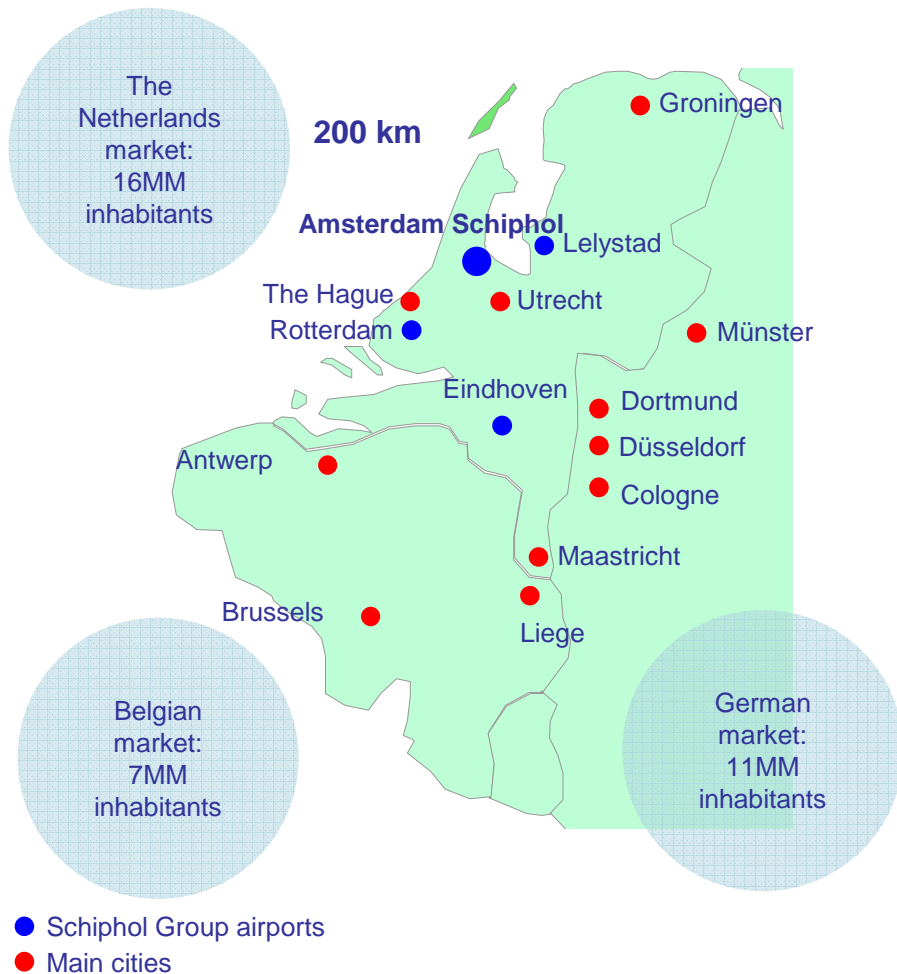 The
Netherlands
market:
16MM
inhabitants
200 km
Groningen
Amsterdam Schiphol
Lelystad
The Hague
Utrecht
Rotterdam
Münster
Eindhoven
Dortmund
Düsseldorf
Antwerp
Cologne
Maastricht
Brussels
Liege
Belgian
market:
7MM
inhabitants
German
market:
11MM
inhabitants
Schiphol Group airports
Main cities